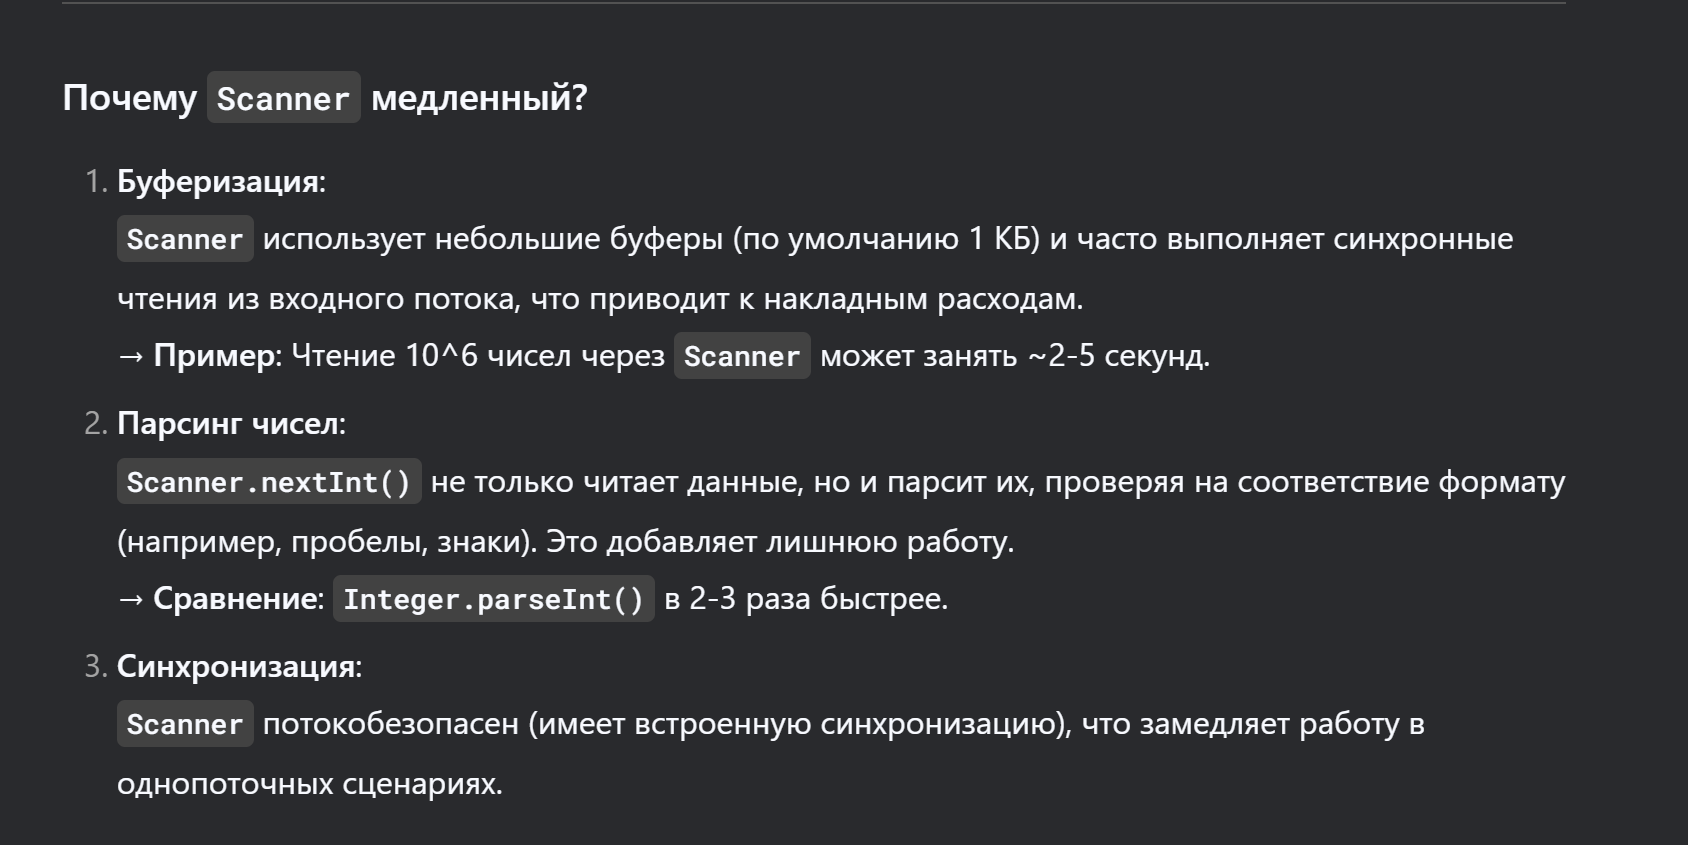 Почему Scanner медленный?
1. Буферизация:
Scanner использует небольшие буферы (по умолчанию 1 КБ) и часто выполняет синхронные
чтения из входного потока, что приводит к накладным расходам.
→ Пример: Чтение 10^6 чисел через Scanner может занять ~2-5 секунд.
2. Парсинг чисел:
Scanner.nextInt() не только читает данные, но и парсит их, проверяя на соответствие формату
(например, пробелы, знаки). Это добавляет лишнюю работу.
→ Сравнение: Integer.parseInt() в 2-3 раза быстрее.
3. Синхронизация:
Scanner потокобезопасен (имеет встроенную синхронизацию), что замедляет работу в
однопоточных сценариях.